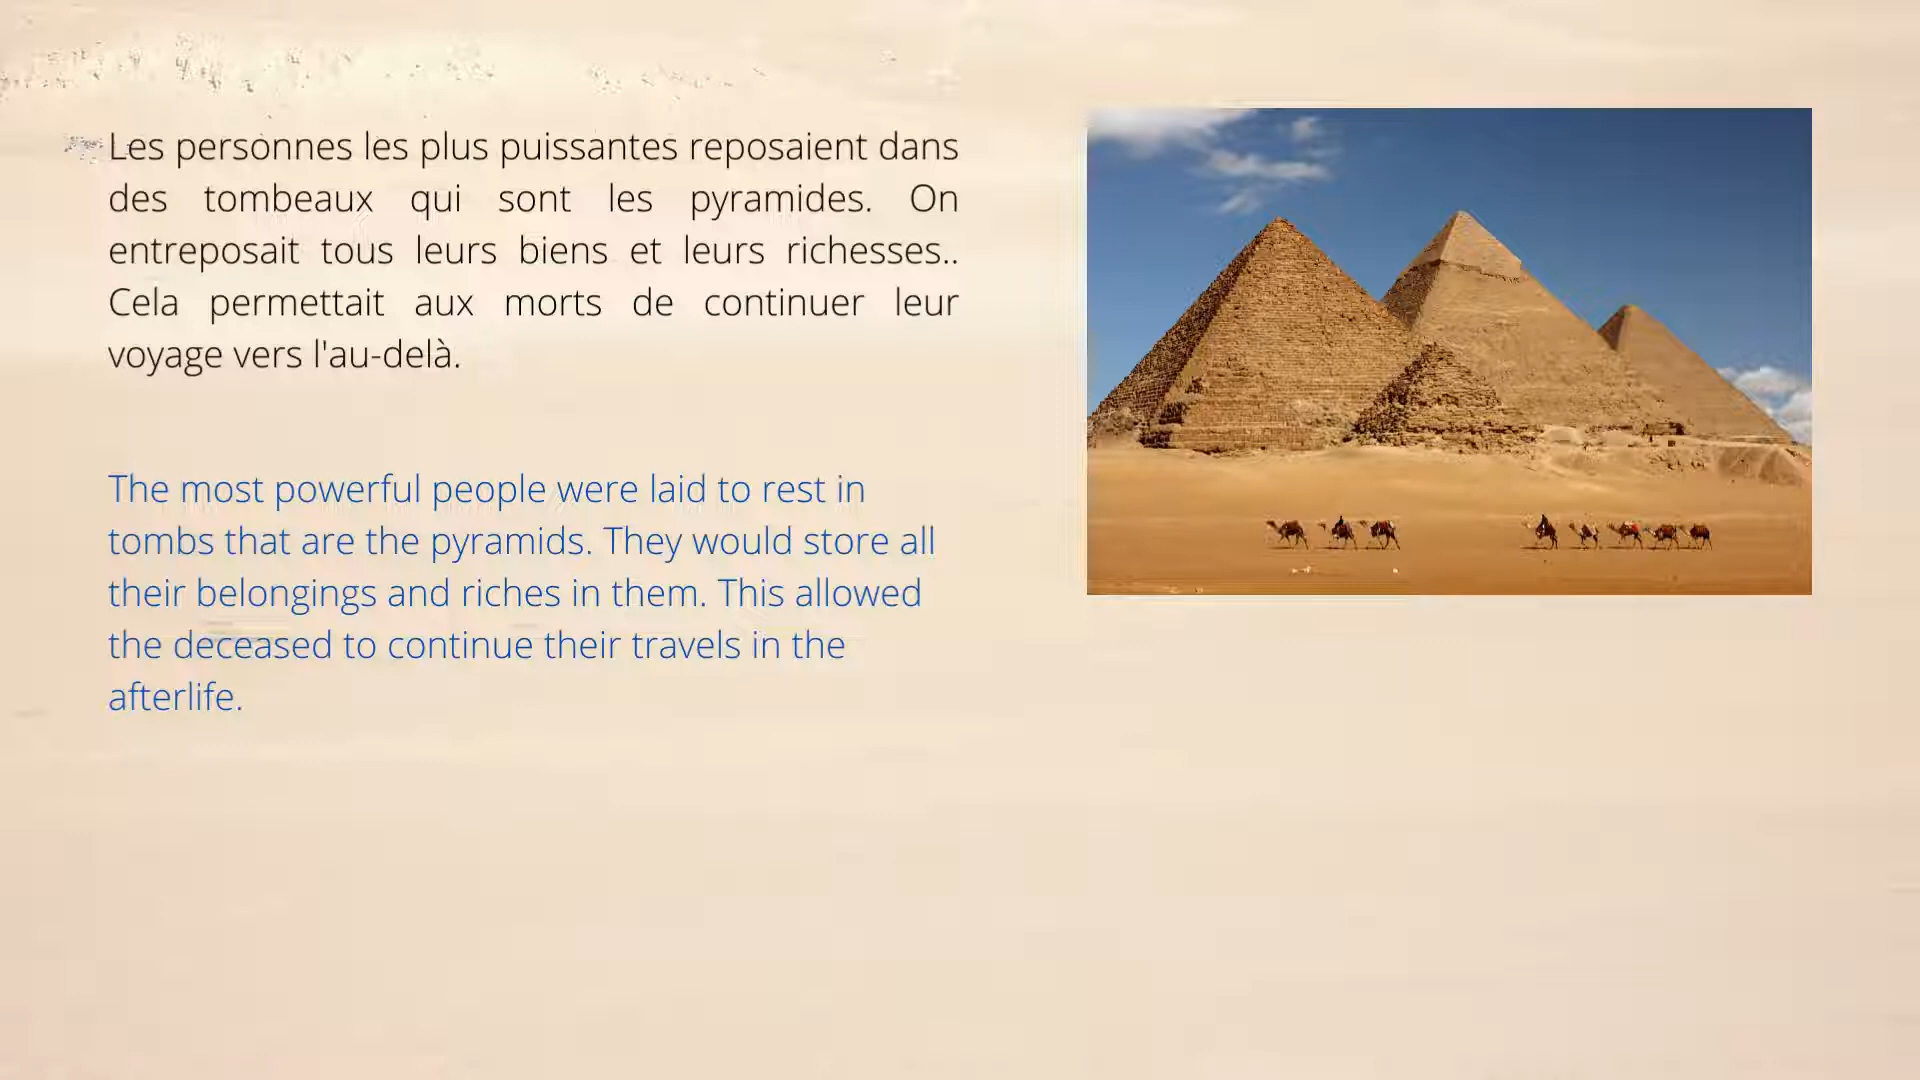 Les personnes les plus puissantes reposaient dans
des tombeaux qui sont les pyramides. On
entreposait tous leurs biens et leurs richesses..
Cela permettait aux morts de continuer leur
voyage vers l'au-delà.
The most powerful people were laid to rest in
tombs that are the pyramids. They would store all
their belongings and riches in them. This allowed
the deceased to continue their travels in the
afterlife.